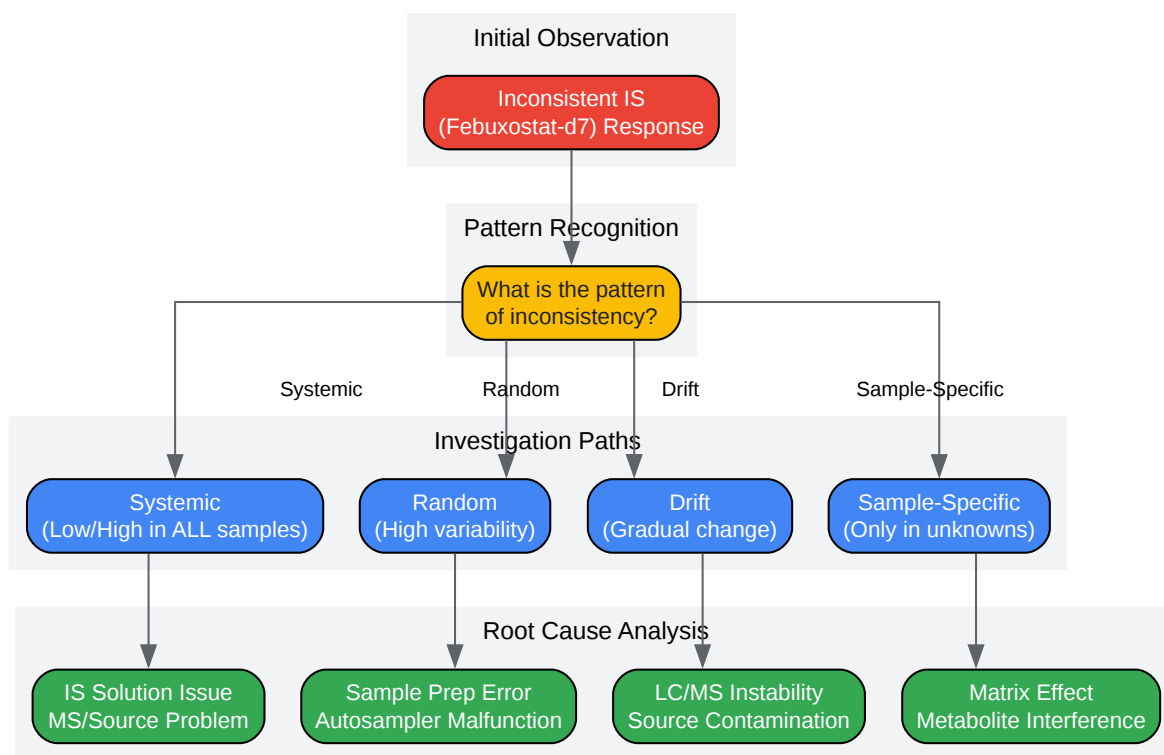 Initial Observation
Inconsistent IS
(Febuxostat-d7) Response
Pattern Recognition
What is the pattern
of inconsistency?
Systemic
Random
Drift
Sample-Specific
Investigation Paths
Systemic
(Low/High in ALL samples)
Random
(High variability)
Drift
(Gradual change)
Sample-Specific
(Only in unknowns)
Root Cause Analysis
IS Solution Issue
MS/Source Problem
Sample Prep Error
Autosampler Malfunction
LC/MS Instability
Source Contamination
Matrix Effect
Metabolite Interference